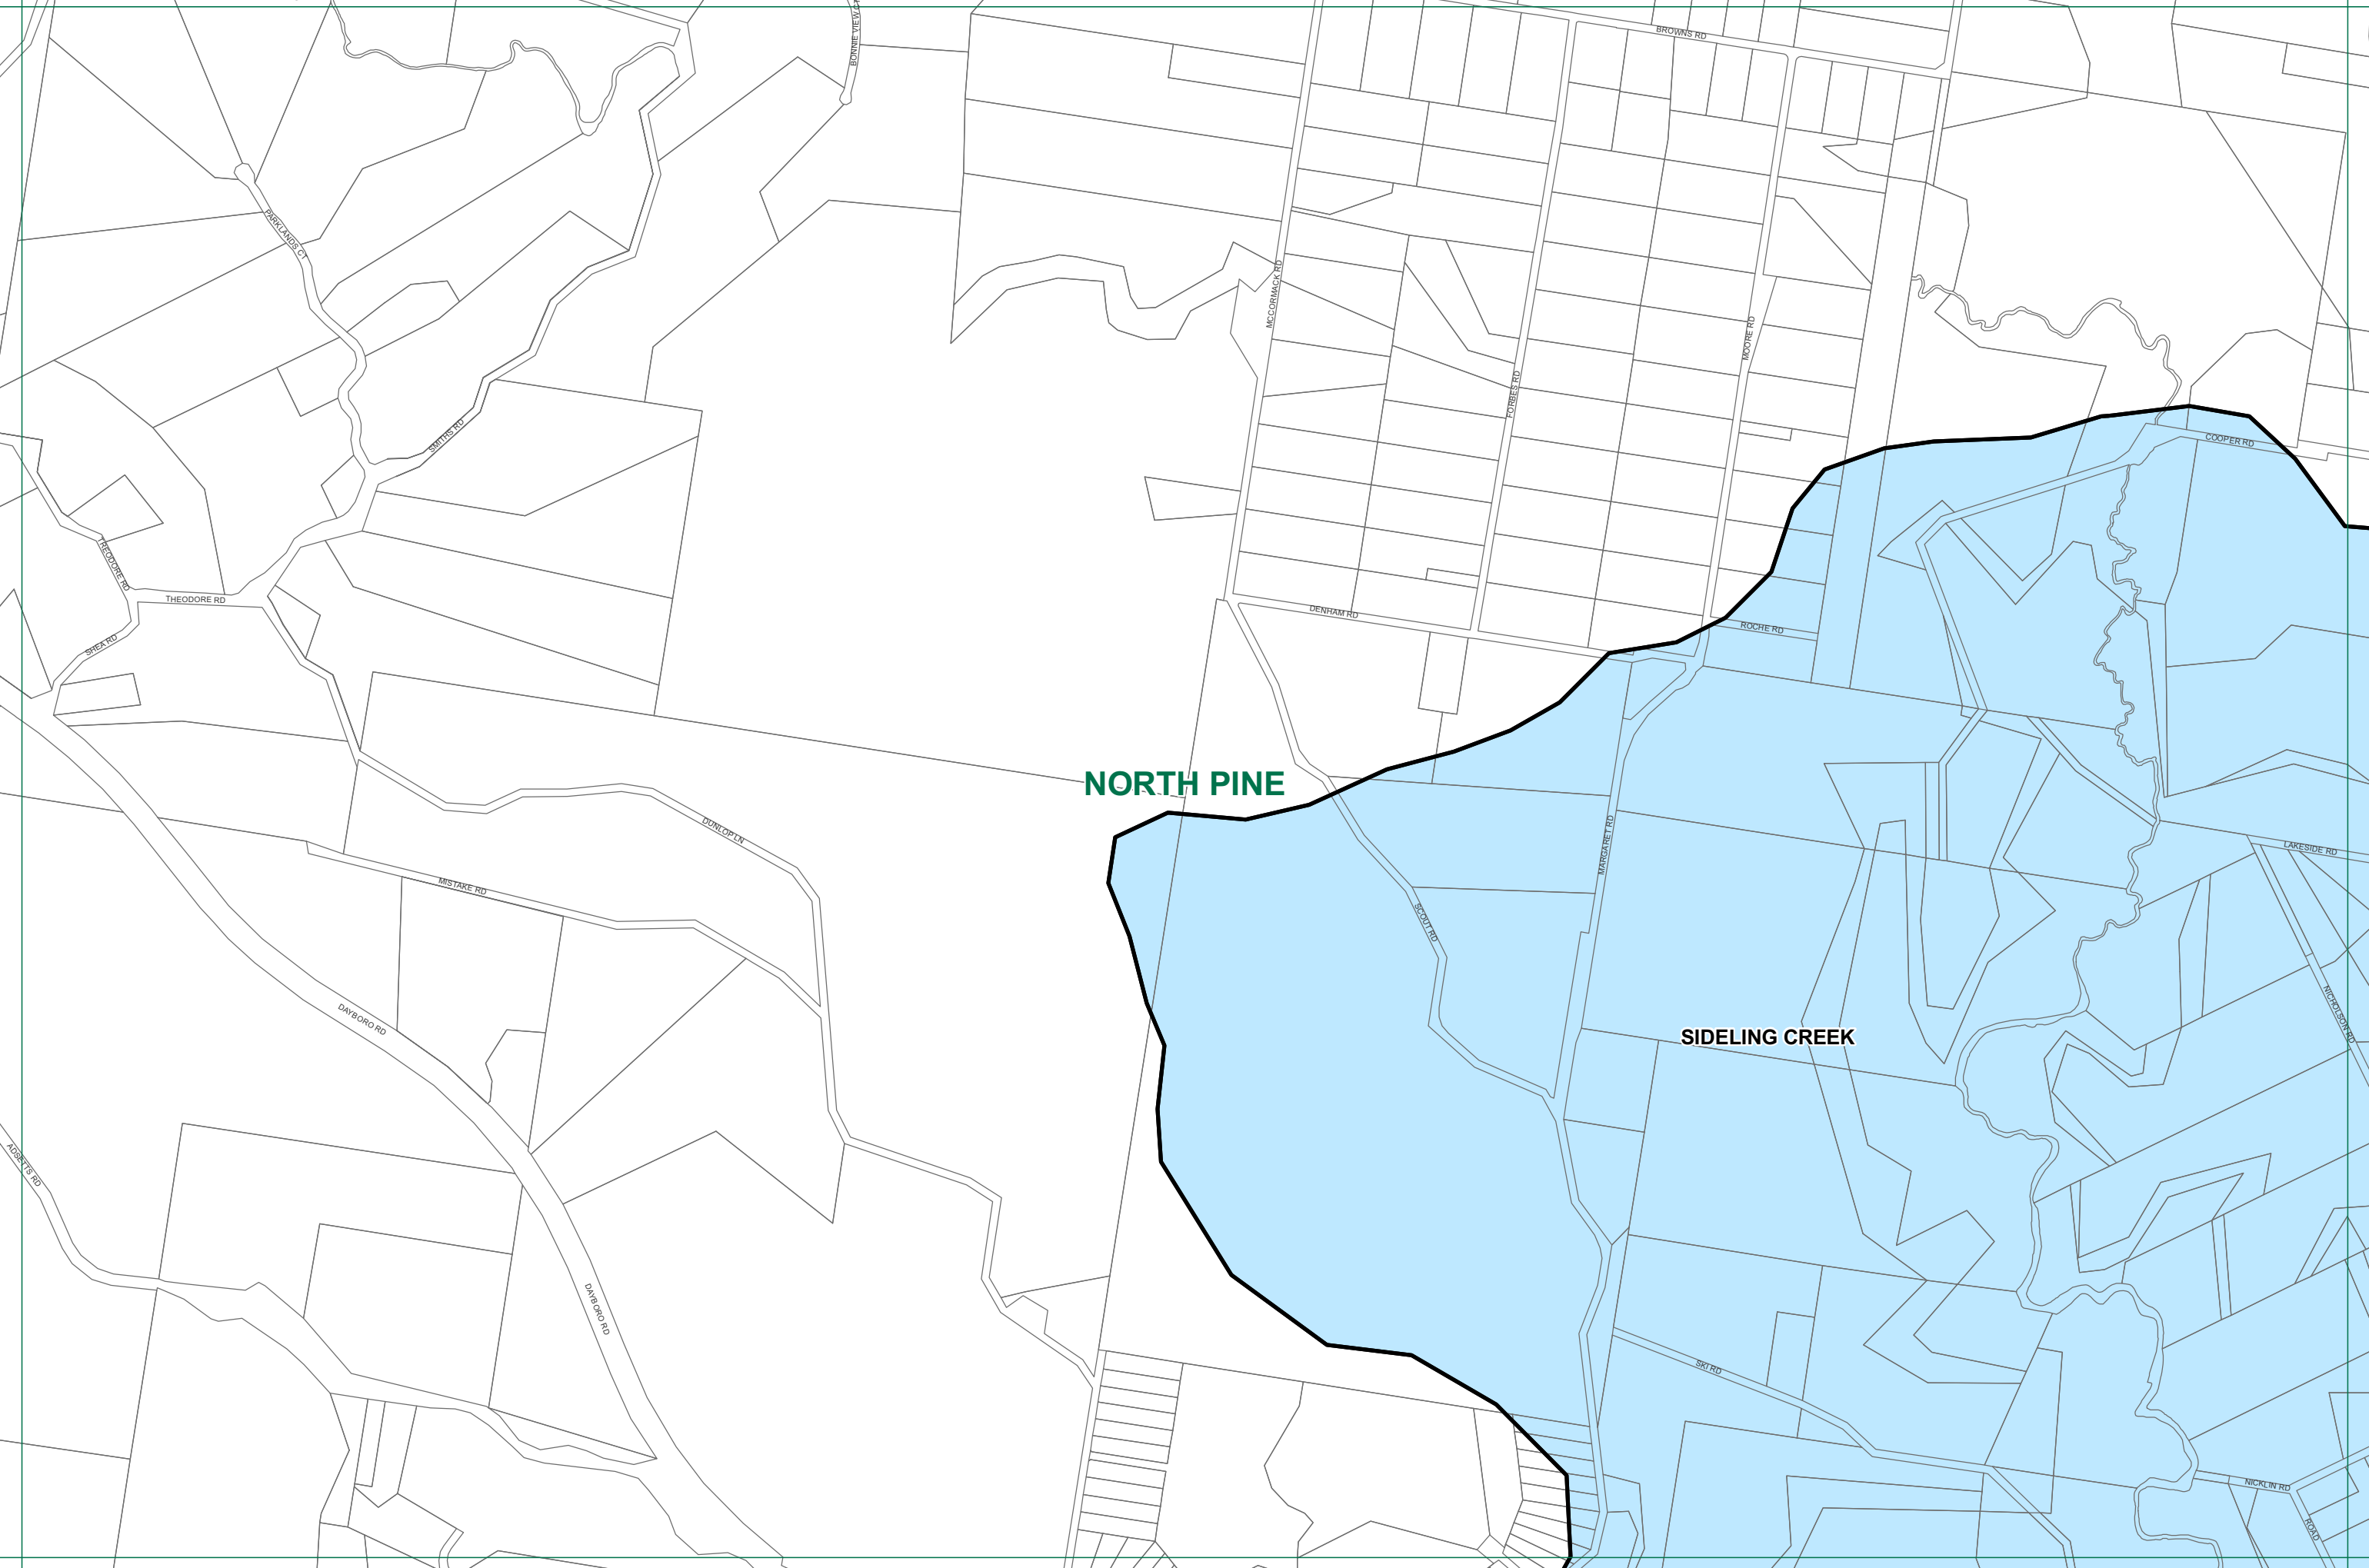 BONNIE VIEW CT
BROWNS RD
PARKLANDS CT
MCCORMACK RD
MOORE RD
FORBES RD
SMITHS RD
COOPER RD
THEODORE RD
THEODORE RD
DENHAM RD
ROCHE RD
SHEA RD
NORTH PINE
DUNLOP LN
MARGARET RD
LAKESIDE RD
MISTAKE RD
SCOUT RD
NICHOLSON RD
DAYBORO RD
SIDELING CREEK
ADSETTS RD
DAYBORO RD
SKI RD
NICKLIN RD
ROAD